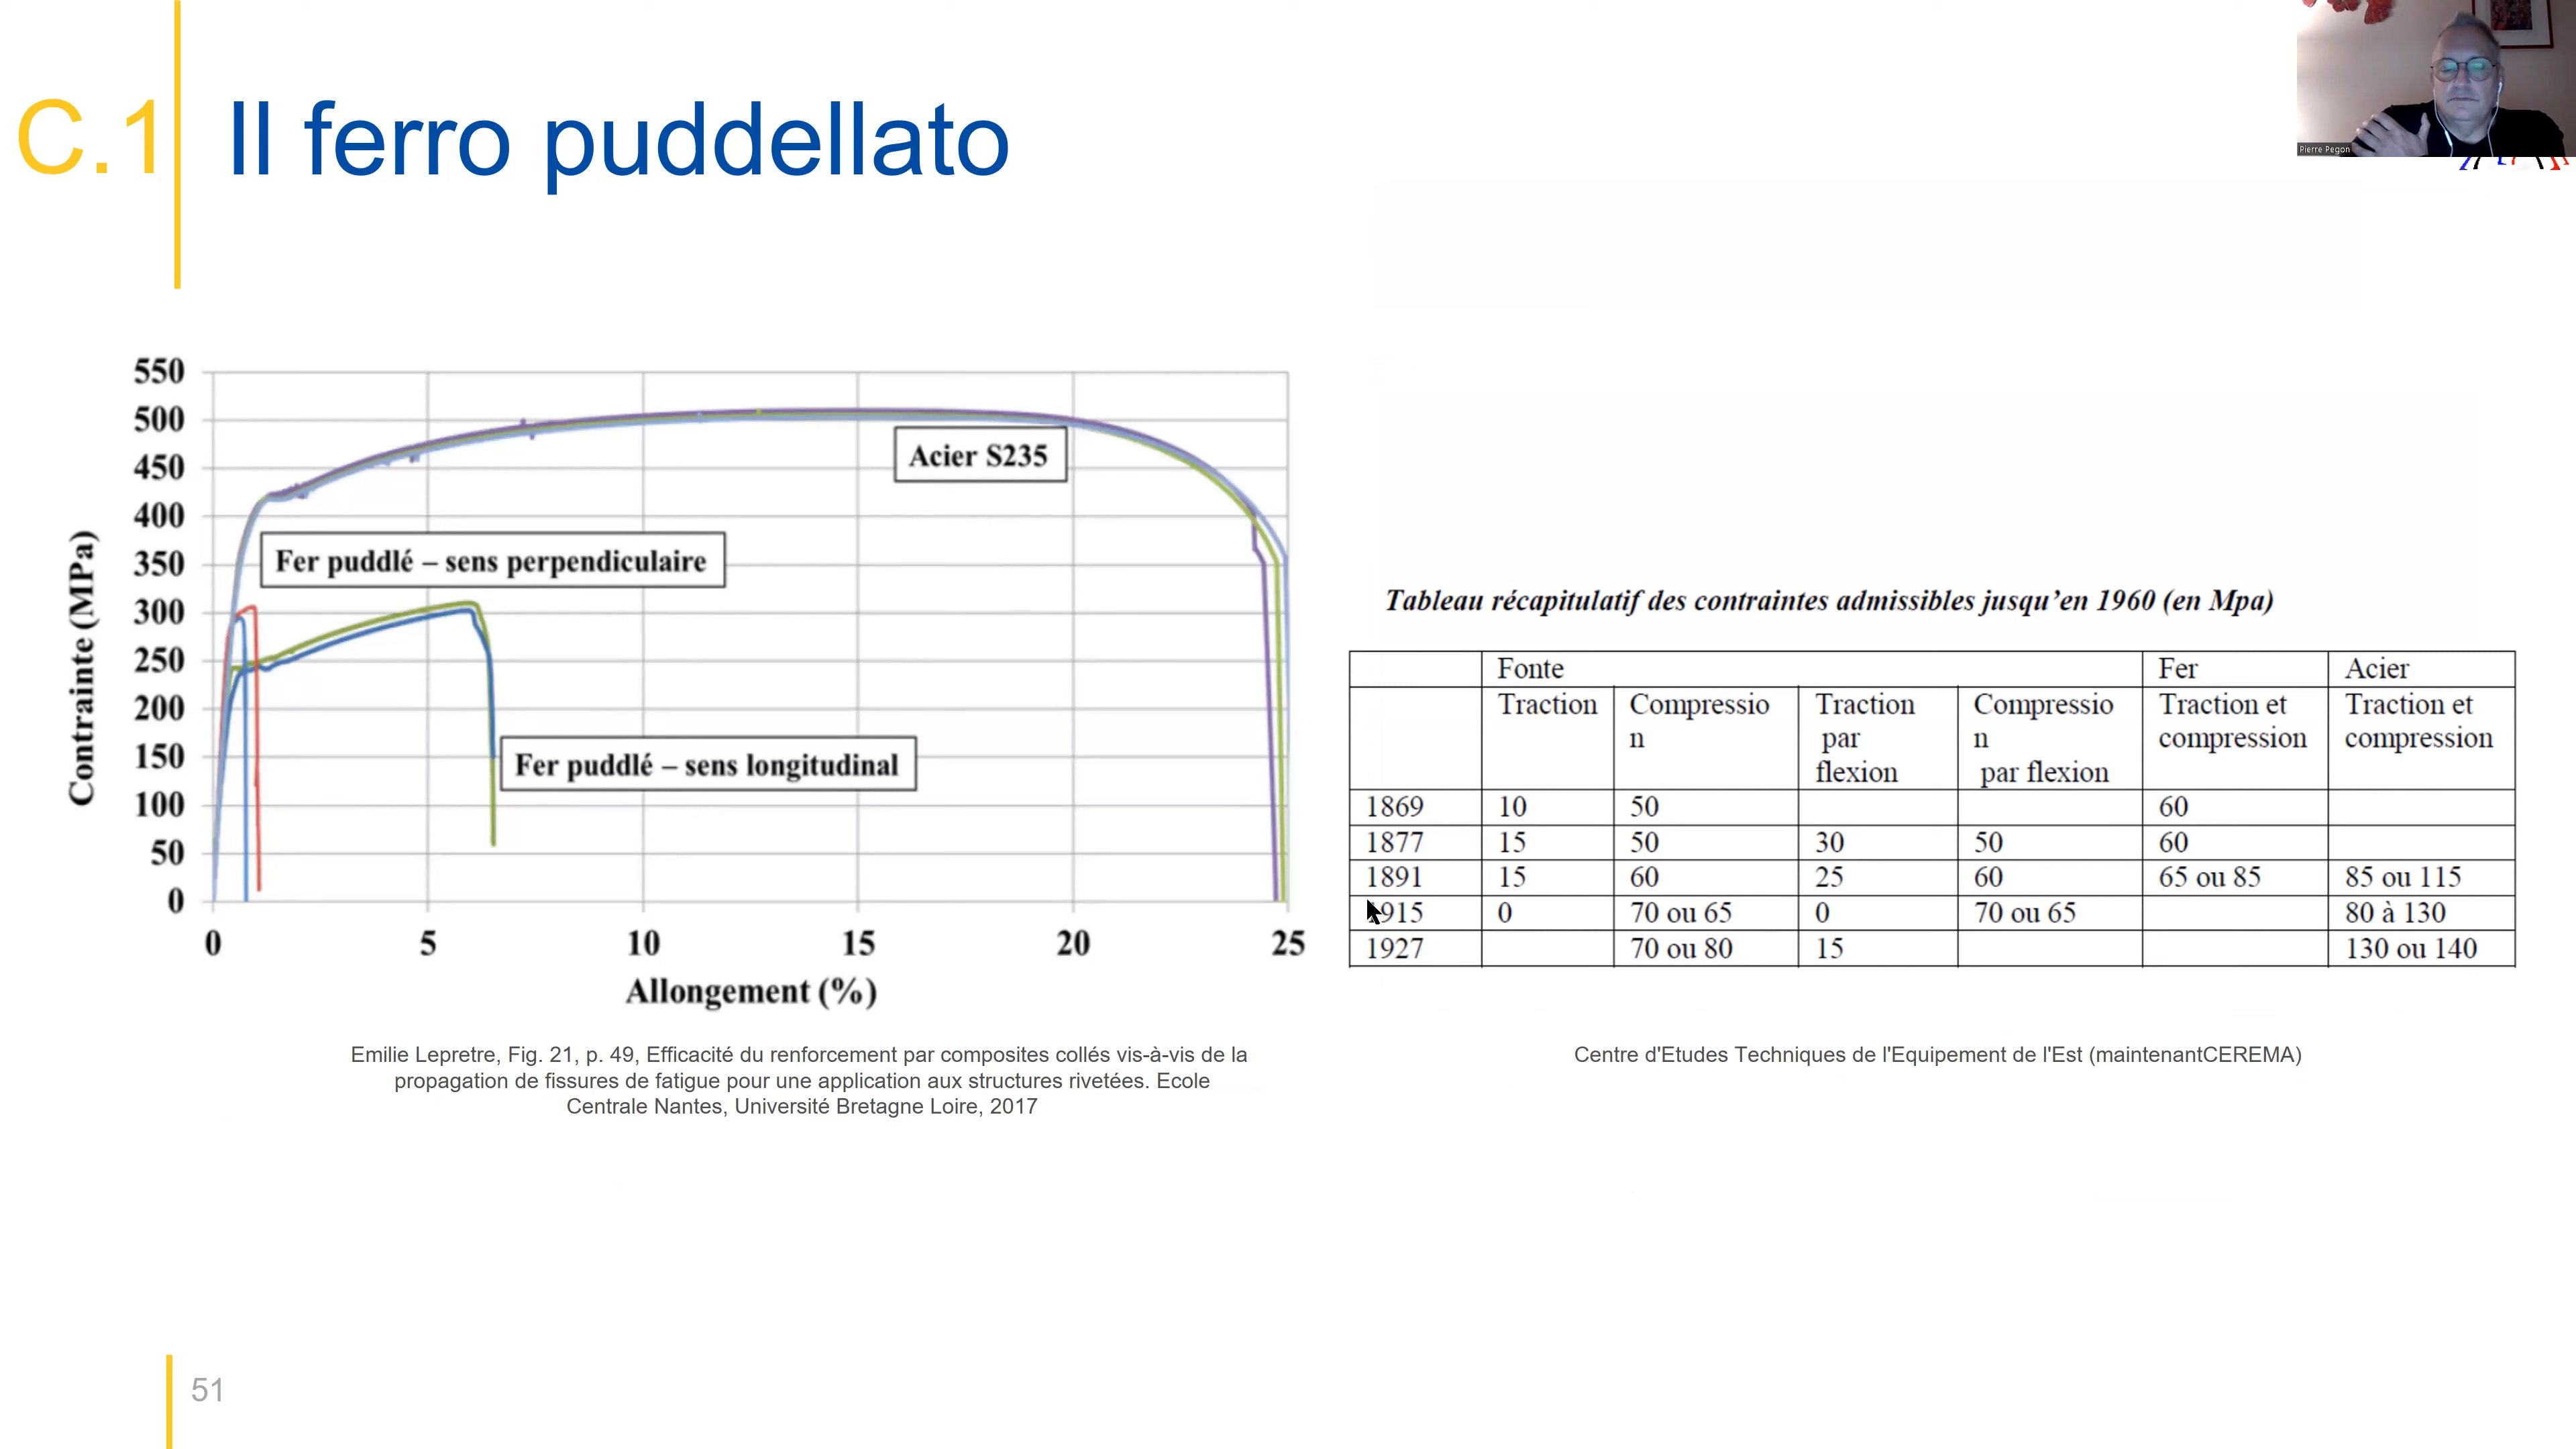 C.1 Il ferro puddellato
Pierre Pegon
550
500
450
400
350
300
250
200
150
100
50
0
Contrainte (MPa)
Acier S235
Fer puddlé – sens perpendiculaire
Fer puddlé – sens longitudinal
0 5 10 15 20 25
Allongement (%)
Emilie Lepretre, Fig. 21, p. 49, Efficacité du renforcement par composites collés vis-à-vis de la
propagation de fissures de fatigue pour une application aux structures rivetées. Ecole
Centrale Nantes, Université Bretagne Loire, 2017
Tableau récapitulatif des contraintes admissibles jusqu'en 1960 (en Mpa)
Fonte Fer Acier
Traction Compressio Traction Compressio Traction et Traction et
n par n compression compression
flexion par flexion
1869 10 50 60
1877 15 50 30 50 60
1891 15 60 25 60 65 ou 85 85 ou 115
1915 0 70 ou 65 0 70 ou 65 80 à 130
1927 70 ou 80 15 130 ou 140
Centre d'Etudes Techniques de l'Equipement de l'Est (maintenantCEREMA)
51